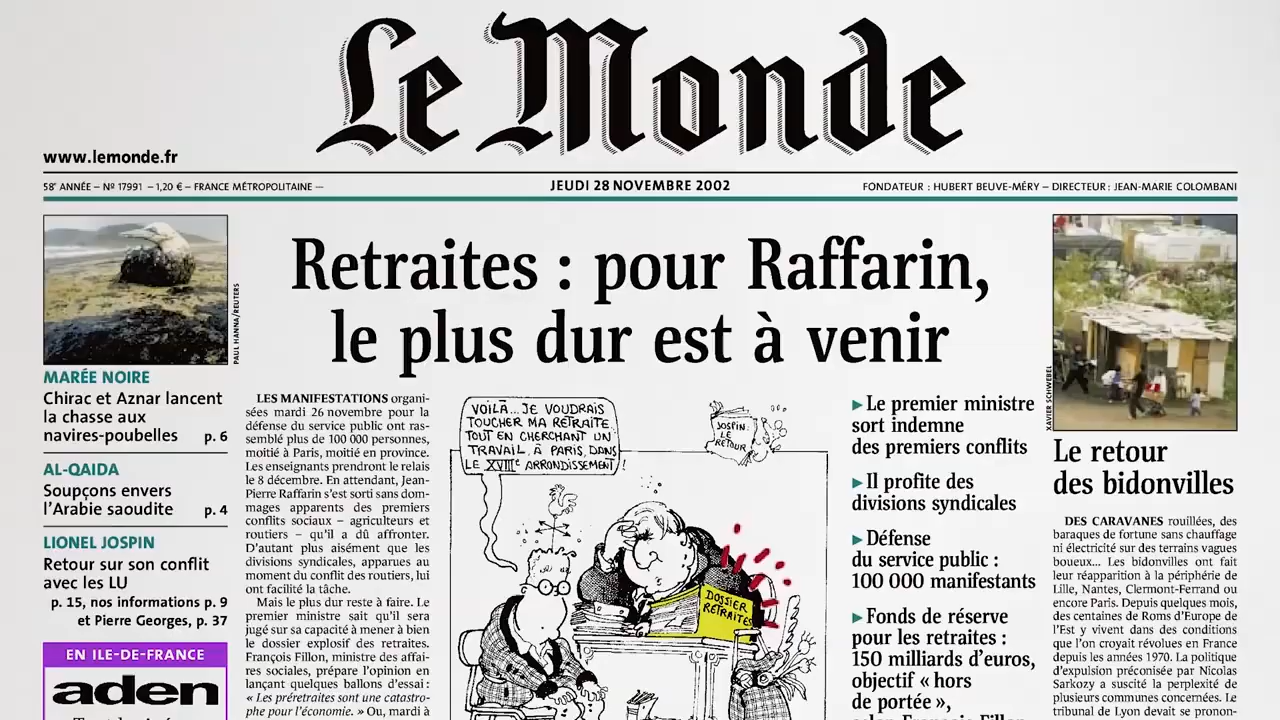 Le Monde
www.lemonde.fr
58ᵉ ANNÉE – Nº 17991 – 1,20 € – FRANCE MÉTROPOLITAINE ---
JEUDI 28 NOVEMBRE 2002
FONDATEUR : HUBERT BEUVE-MÉRY – DIRECTEUR : JEAN-MARIE COLOMBANI
PAUL HANNA/REUTERS
MARÉE NOIRE
Chirac et Aznar lancent
la chasse aux
navires-poubelles p. 6
AL-QAIDA
Soupçons envers
l’Arabie saoudite p. 4
LIONEL JOSPIN
Retour sur son conflit
avec les LU
p. 15, nos informations p. 9
et Pierre Georges, p. 37
EN ILE-DE-FRANCE
aden
Retraites : pour Raffarin,
le plus dur est à venir
LES MANIFESTATIONS organi-
sées mardi 26 novembre pour la
défense du service public ont ras-
semblé plus de 100 000 personnes,
moitié à Paris, moitié en province.
Les enseignants prendront le relais
le 8 décembre. En attendant, Jean-
Pierre Raffarin s’est sorti sans dom-
mages apparents des premiers
conflits sociaux – agriculteurs et
routiers – qu’il a dû affronter.
D’autant plus aisément que les
divisions syndicales, apparues au
moment du conflit des routiers, lui
ont facilité la tâche.
Mais le plus dur reste à faire. Le
premier ministre sait qu’il sera
jugé sur sa capacité à mener à bien
le dossier explosif des retraites.
François Fillon, ministre des affai-
res sociales, prépare l’opinion en
lançant quelques ballons d’essai :
« Les préretraites sont une catastro-
phe pour l’économie. » Ou, mardi à
VOILÀ... JE VOUDRAIS
TOUCHER MA RETRAITE,
TOUT EN CHERCHANT UN
TRAVAIL, À PARIS, DANS
LE XVIIIᵉ ARRONDISSEMENT !
JOSPIN:
LE
RETOUR
DOSSIER
RETRAITES
▸Le premier ministre
sort indemne
des premiers conflits
▸Il profite des
divisions syndicales
▸Défense
du service public :
100 000 manifestants
▸Fonds de réserve
pour les retraites :
150 milliards d’euros,
objectif « hors
de portée »,
selon François Fillon
XAVIER SCHWEBEL
Le retour
des bidonvilles
DES CARAVANES rouillées, des
baraques de fortune sans chauffage
ni électricité sur des terrains vagues
boueux... Les bidonvilles ont fait
leur réapparition à la périphérie de
Lille, Nantes, Clermont-Ferrand ou
encore Paris. Depuis quelques mois,
des centaines de Roms d’Europe de
l’Est y vivent dans des conditions
que l’on croyait révolues en France
depuis les années 1970. La politique
d’expulsion préconisée par Nicolas
Sarkozy a suscité la perplexité de
plusieurs communes concernées. Le
tribunal de Lyon devait se pronon-